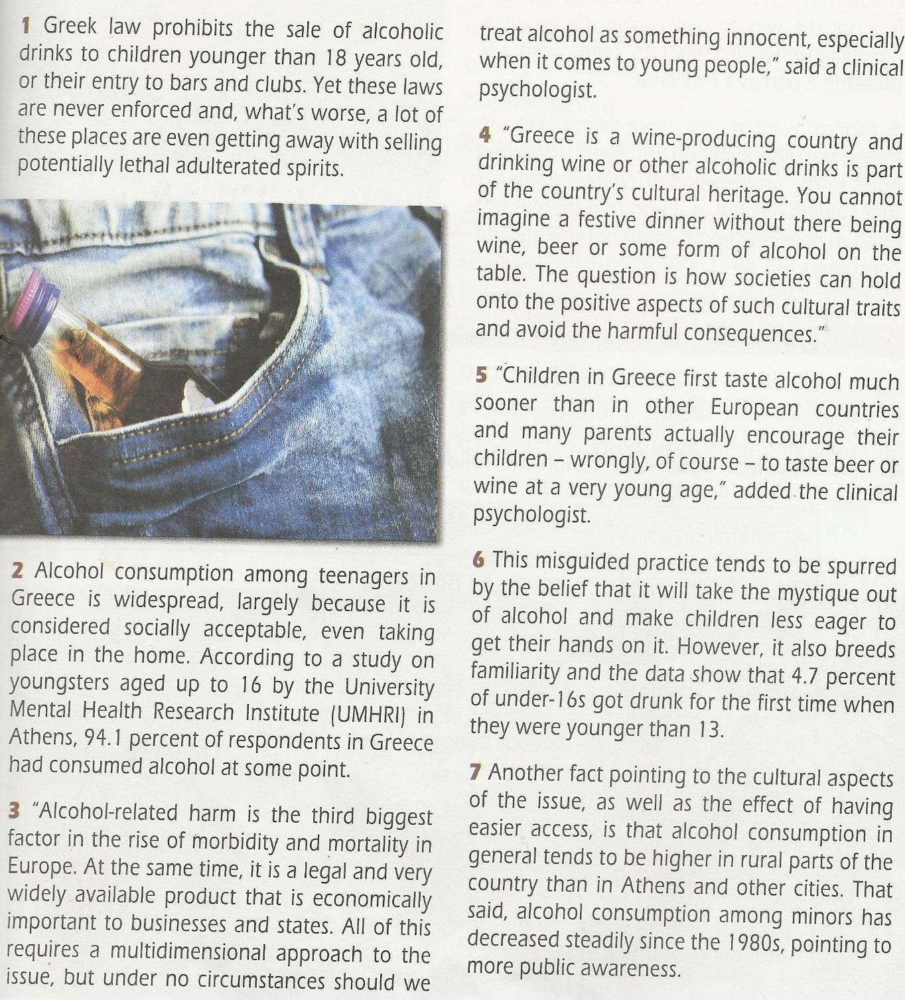 1 Greek law prohibits the sale of alcoholic
drinks to children younger than 18 years old,
or their entry to bars and clubs. Yet these laws
are never enforced and, what's worse, a lot of
these places are even getting away with selling
potentially lethal adulterated spirits.
2 Alcohol consumption among teenagers in
Greece is widespread, largely because it is
considered socially acceptable, even taking
place in the home. According to a study on
youngsters aged up to 16 by the University
Mental Health Research Institute (UMHRI) in
Athens, 94.1 percent of respondents in Greece
had consumed alcohol at some point.
3 “Alcohol-related harm is the third biggest
factor in the rise of morbidity and mortality in
Europe. At the same time, it is a legal and very
widely available product that is economically
important to businesses and states. All of this
requires a multidimensional approach to the
issue, but under no circumstances should we
treat alcohol as something innocent, especially
when it comes to young people,” said a clinical
psychologist.
4 “Greece is a wine-producing country and
drinking wine or other alcoholic drinks is part
of the country's cultural heritage. You cannot
imagine a festive dinner without there being
wine, beer or some form of alcohol on the
table. The question is how societies can hold
onto the positive aspects of such cultural traits
and avoid the harmful consequences.”
5 “Children in Greece first taste alcohol much
sooner than in other European countries
and many parents actually encourage their
children – wrongly, of course – to taste beer or
wine at a very young age,” added the clinical
psychologist.
6 This misguided practice tends to be spurred
by the belief that it will take the mystique out
of alcohol and make children less eager to
get their hands on it. However, it also breeds
familiarity and the data show that 4.7 percent
of under-16s got drunk for the first time when
they were younger than 13.
7 Another fact pointing to the cultural aspects
of the issue, as well as the effect of having
easier access, is that alcohol consumption in
general tends to be higher in rural parts of the
country than in Athens and other cities. That
said, alcohol consumption among minors has
decreased steadily since the 1980s, pointing to
more public awareness.